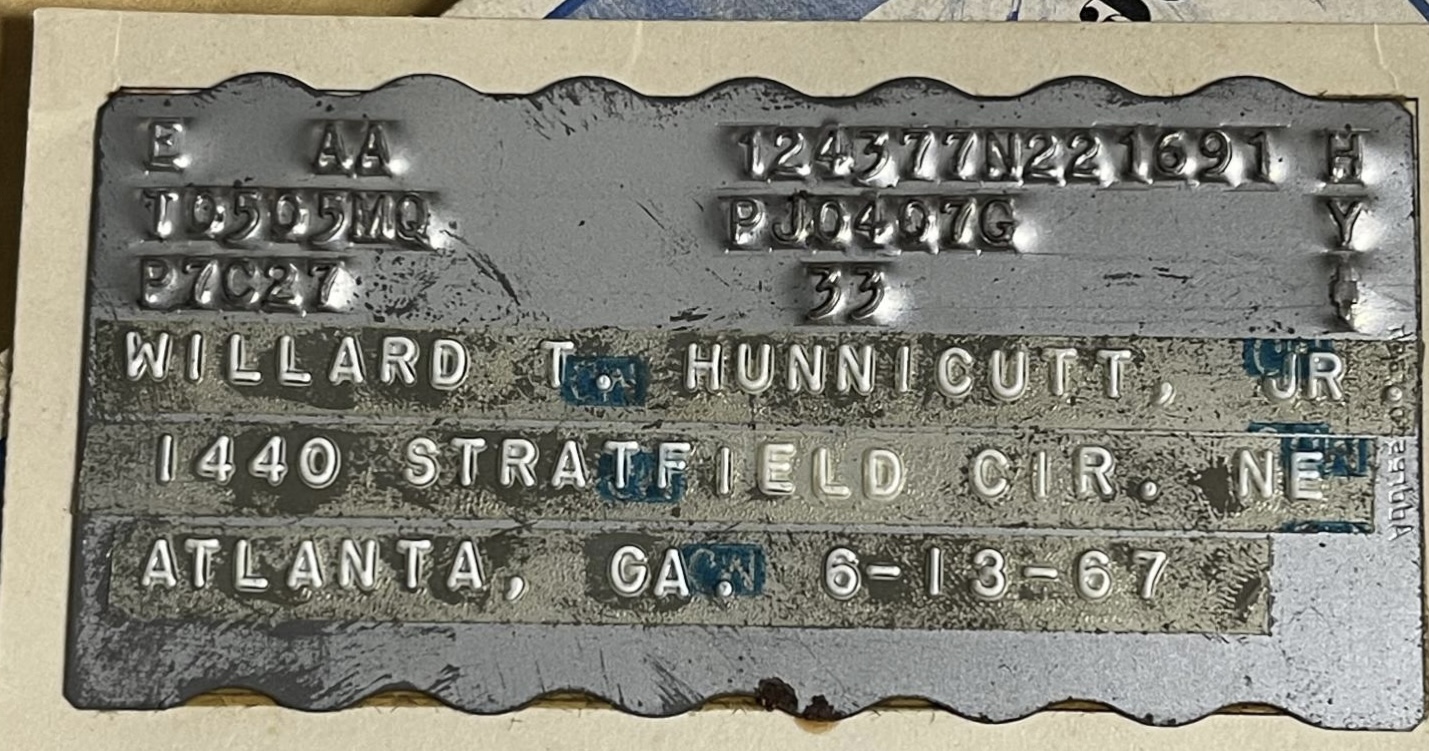 E AA 124377N221691 H
T0505MQ PJ0407G Y
P7C27 33
WILLARD T. HUNNICUTT, JR.
1440 STRATFIELD CIR. NE
ATLANTA, GA. 6-13-67